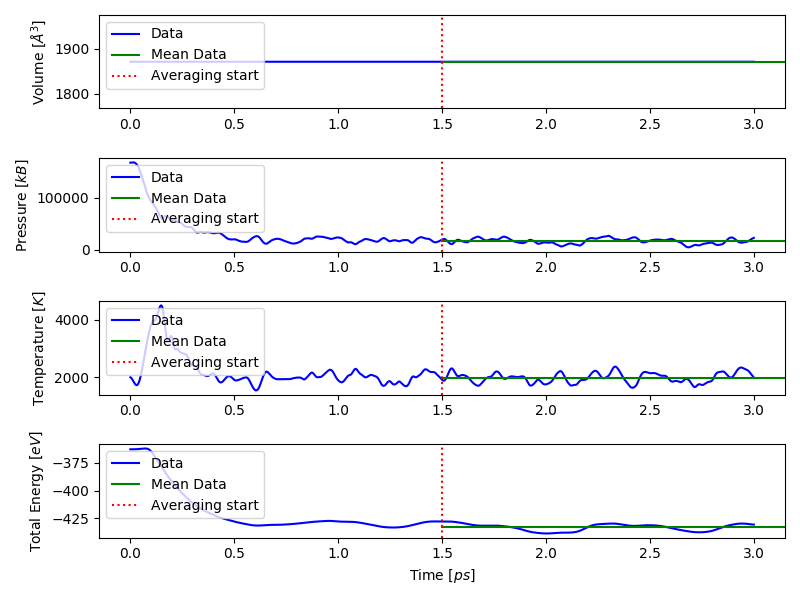 Volume [Å³]
1900
1800
Data
Mean Data
Averaging start
0.0 0.5 1.0 1.5 2.0 2.5 3.0
Pressure [kB]
100000
0
Data
Mean Data
Averaging start
0.0 0.5 1.0 1.5 2.0 2.5 3.0
Temperature [K]
4000
2000
Data
Mean Data
Averaging start
0.0 0.5 1.0 1.5 2.0 2.5 3.0
Total Energy [eV]
−375
−400
−425
Data
Mean Data
Averaging start
0.0 0.5 1.0 1.5 2.0 2.5 3.0
Time [ps]